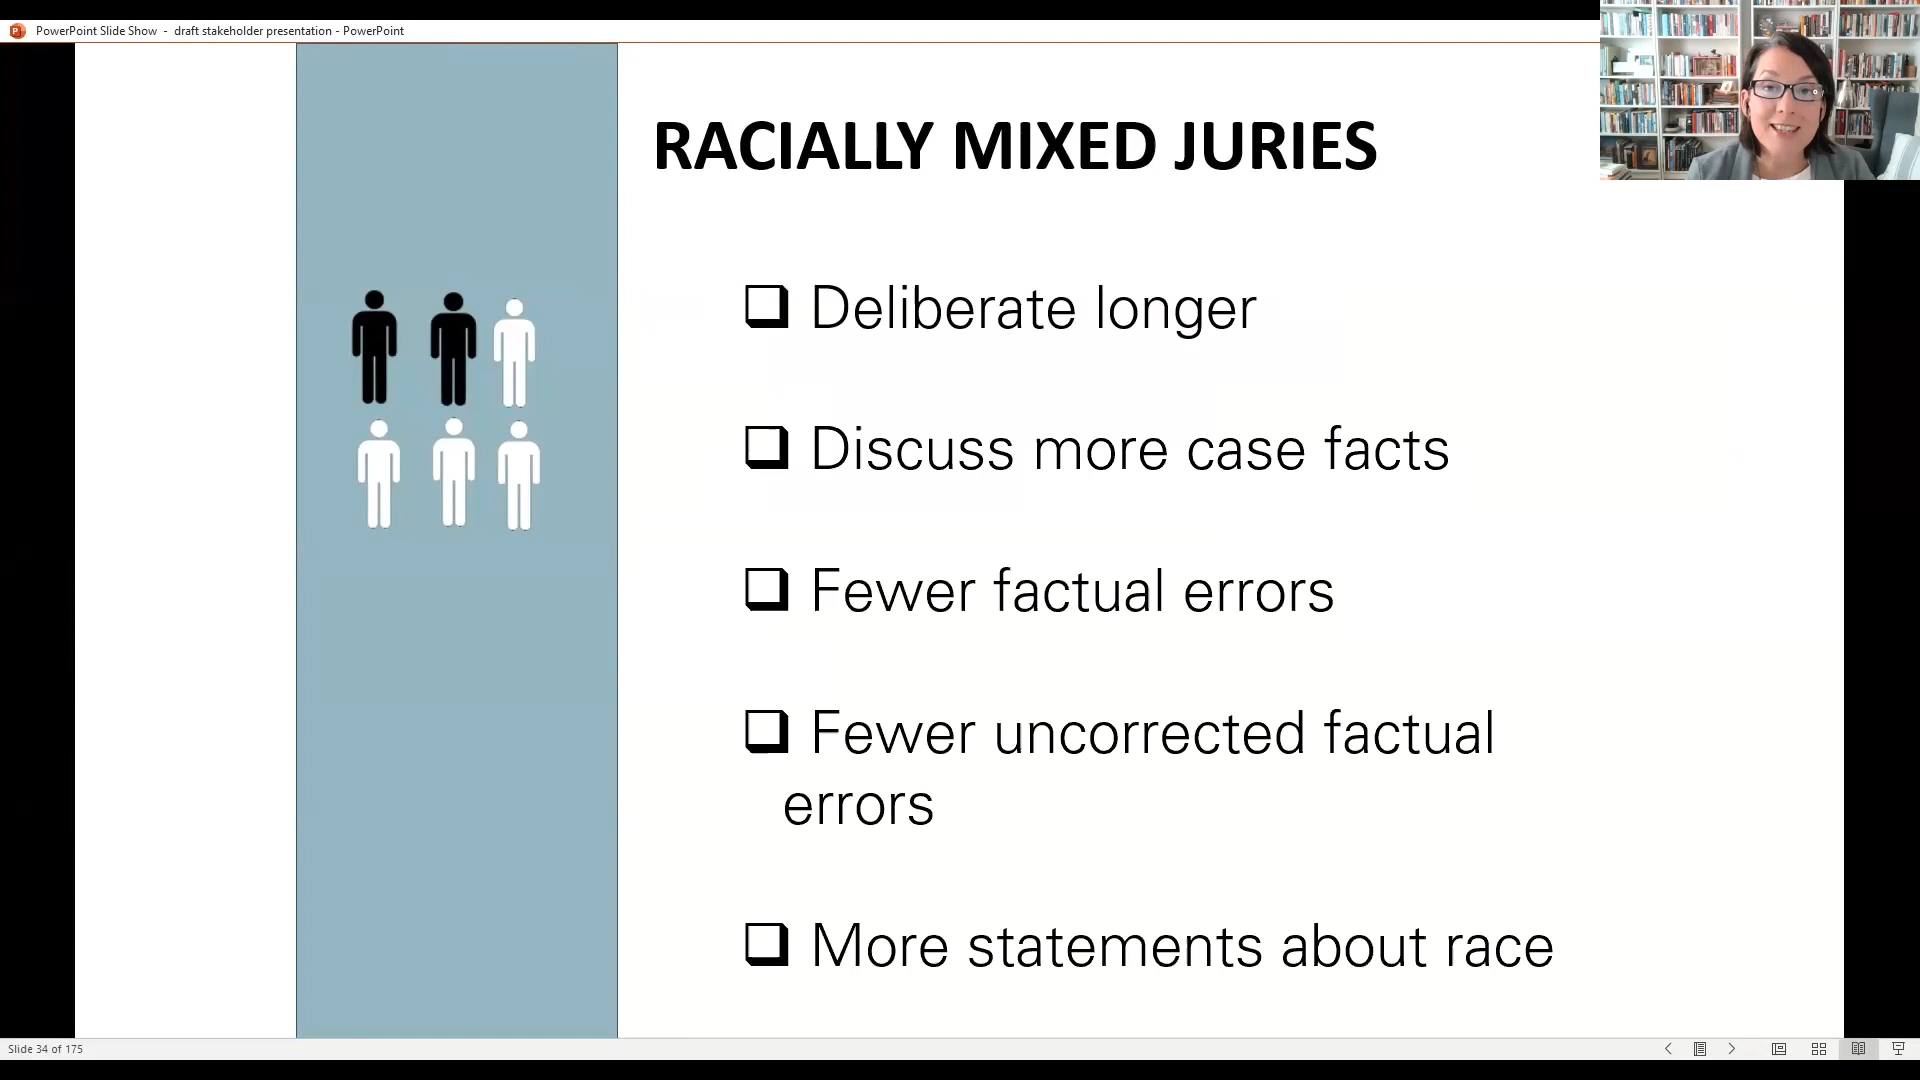 PowerPoint Slide Show - draft stakeholder presentation - PowerPoint
RACIALLY MIXED JURIES
Deliberate longer
Discuss more case facts
Fewer factual errors
Fewer uncorrected factual
errors
More statements about race
Slide 34 of 175